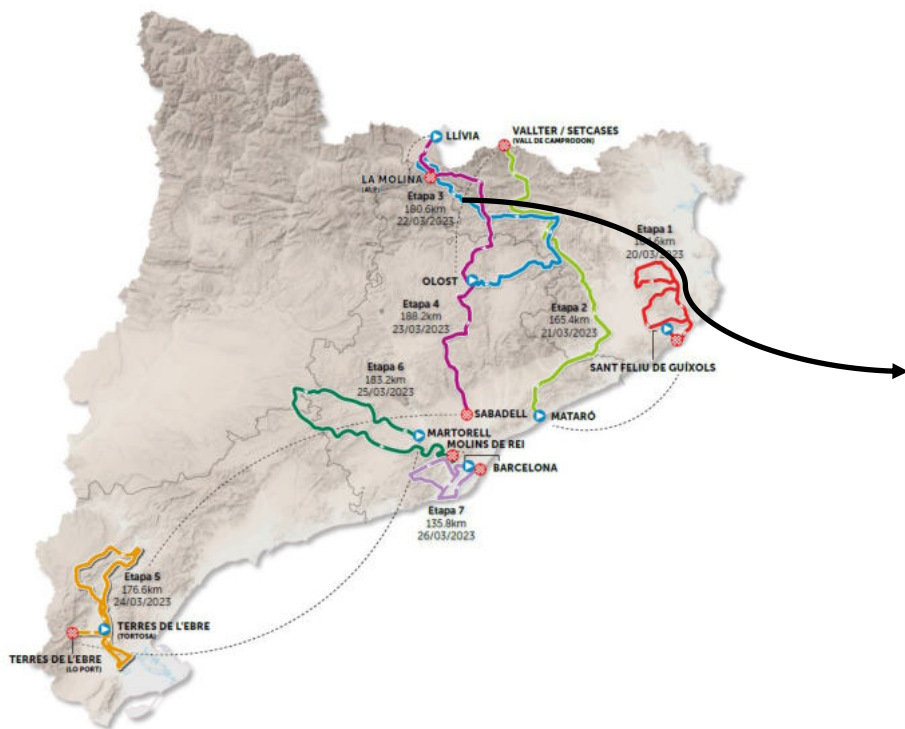 LLÍVIA
VALLTER / SETCASES
(VALL DE CAMPRODON)
LA MOLINA
(ALP)
Etapa 3
180.6km
22/03/2023
Etapa 1
164.6km
20/03/2023
OLOST
Etapa 4
188.2km
23/03/2023
Etapa 2
165.4km
21/03/2023
SANT FELIU DE GUÍXOLS
Etapa 6
183.2km
25/03/2023
SABADELL
MATARÓ
MARTORELL
MOLINS DE REI
BARCELONA
Etapa 7
135.8km
26/03/2023
Etapa 5
176.6km
24/03/2023
TERRES DE L'EBRE
(TORTOSA)
TERRES DE L'EBRE
(LO PORT)